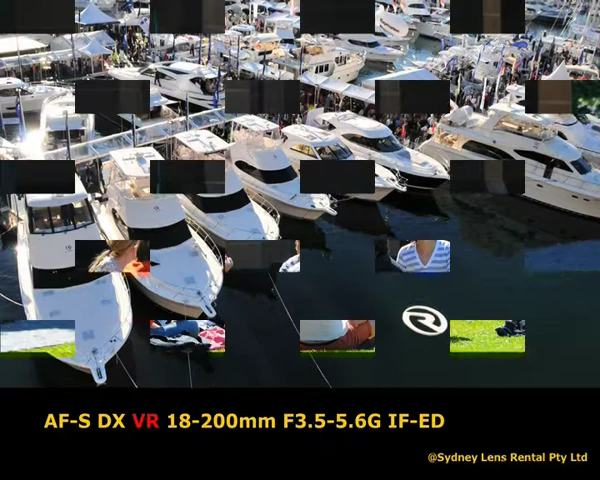 AF-S DX VR 18-200mm F3.5-5.6G IF-ED
@Sydney Lens Rental Pty Ltd